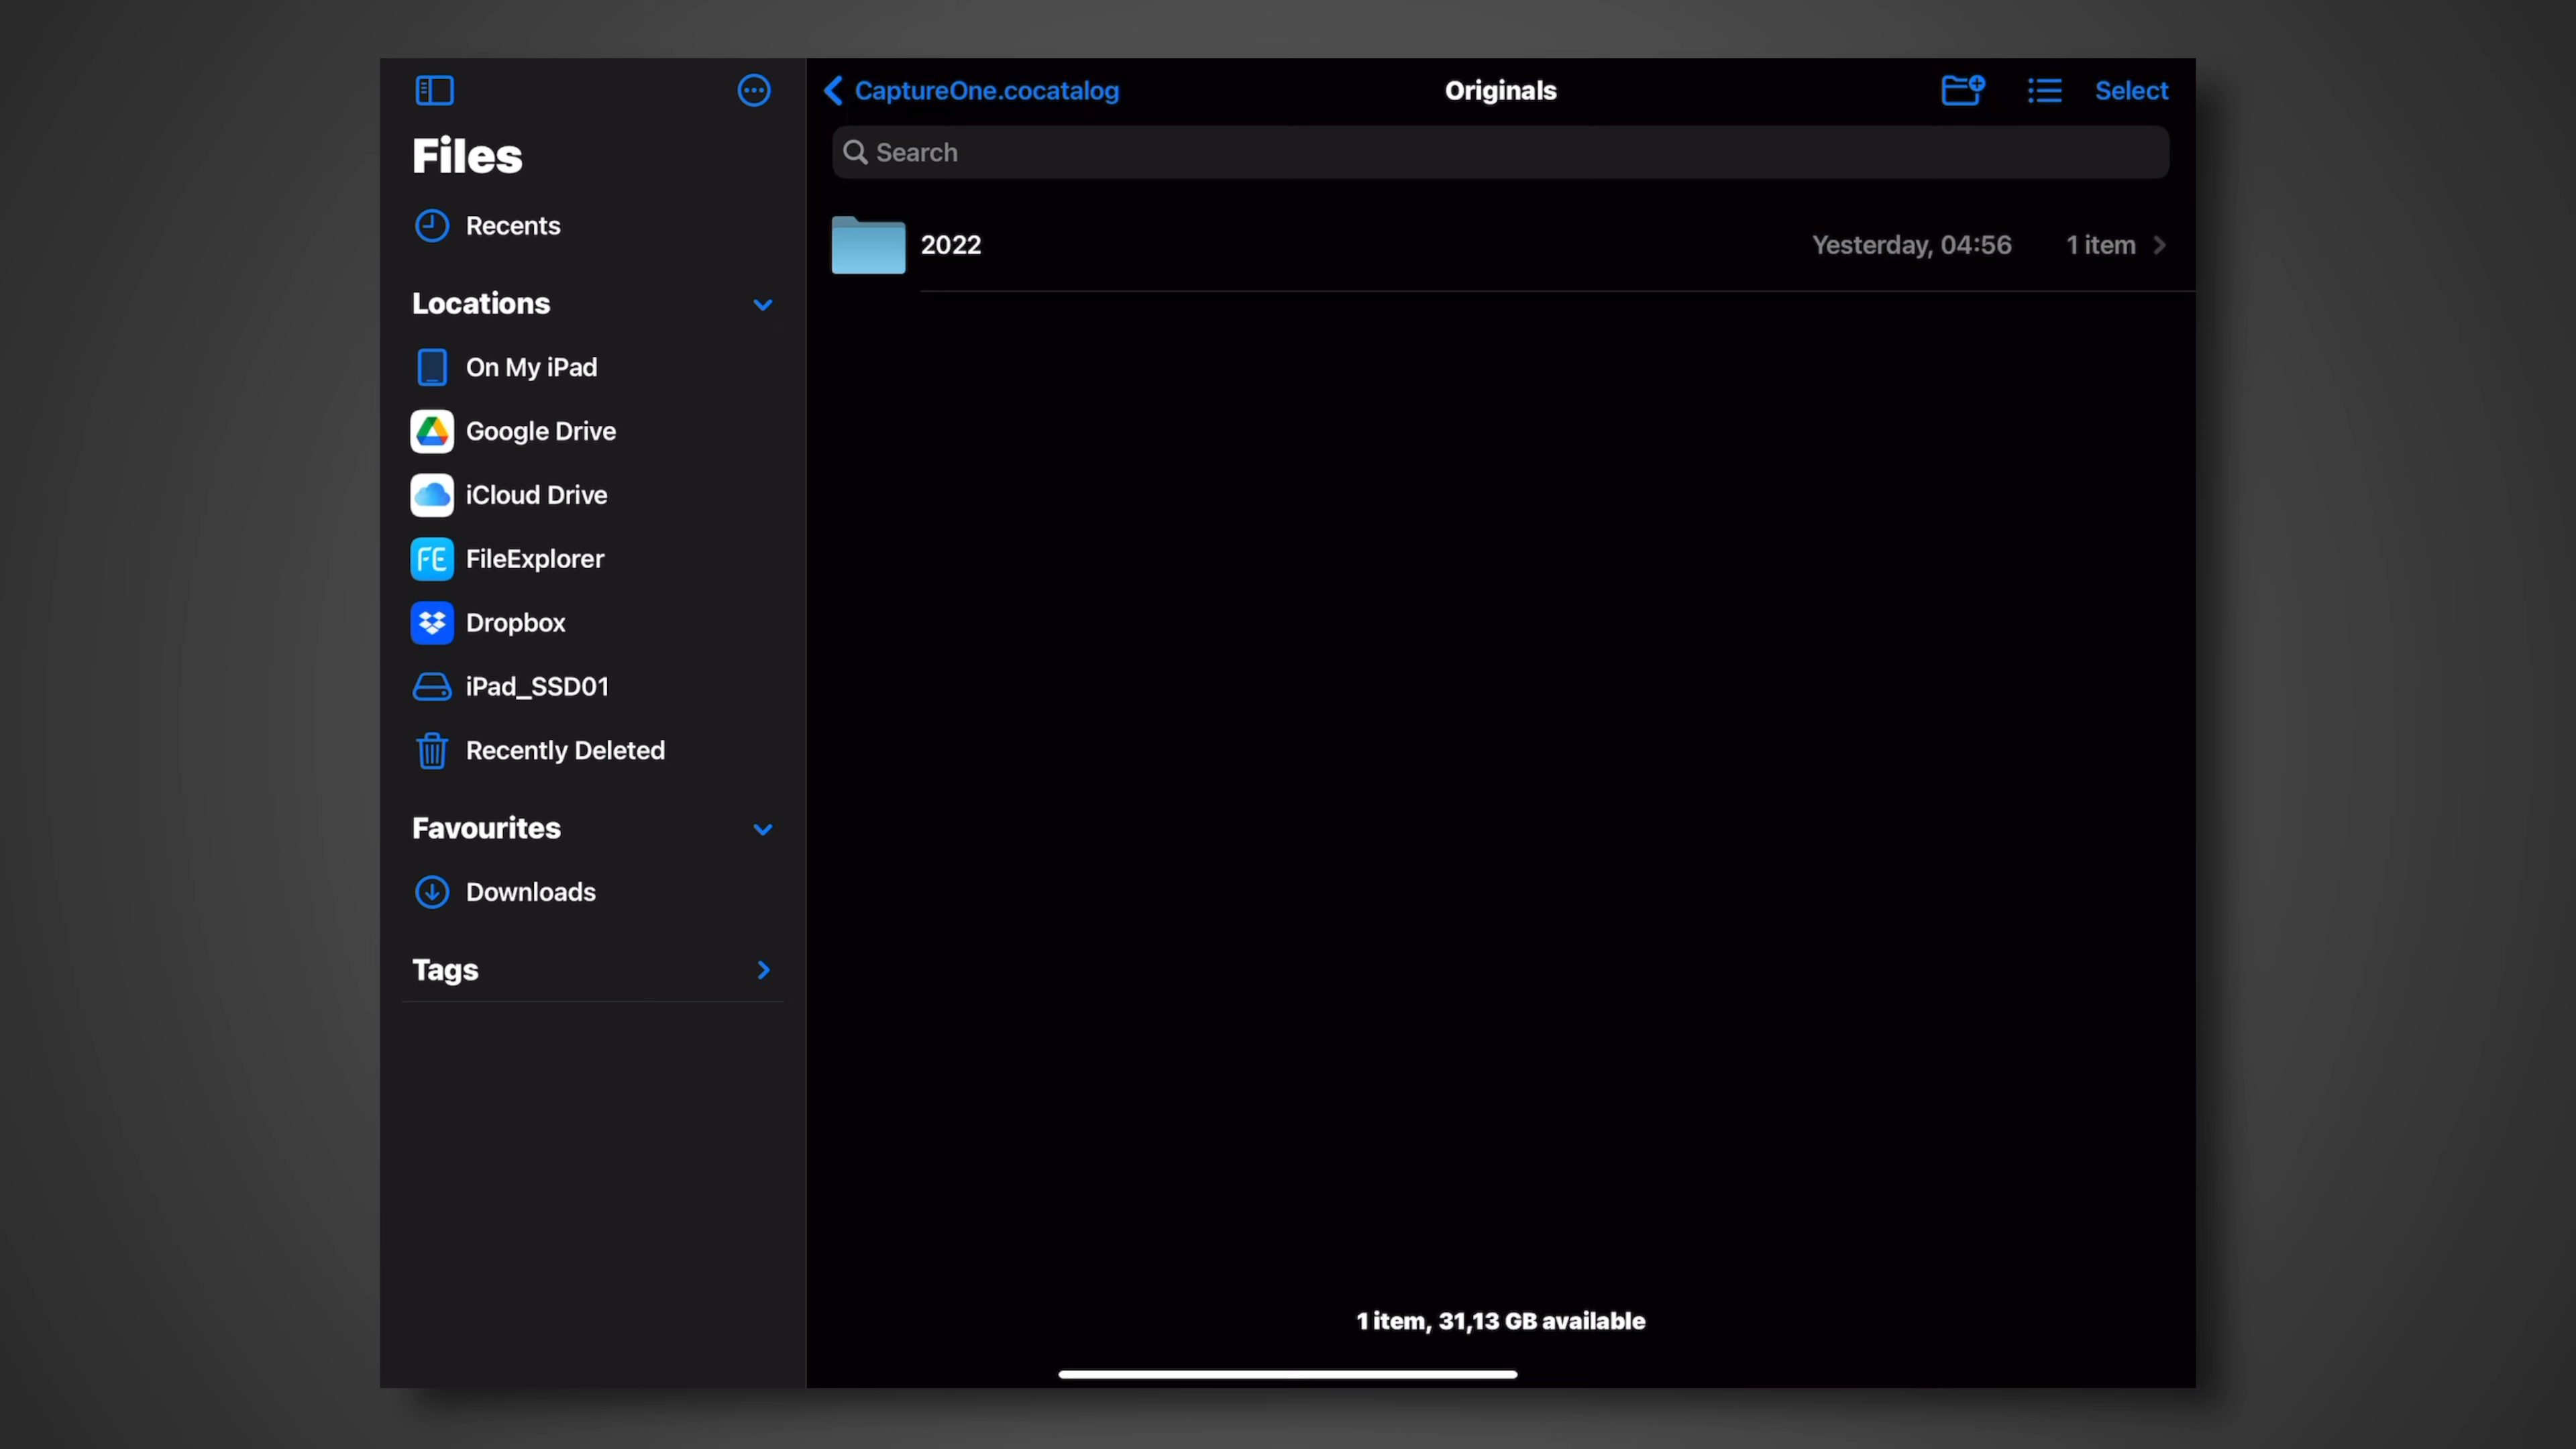 Files
Recents
Locations
On My iPad
Google Drive
iCloud Drive
FE FileExplorer
Dropbox
iPad_SSD01
Recently Deleted
Favourites
Downloads
Tags
CaptureOne.cocatalog Originals Select
Search
2022 Yesterday, 04:56 1 item
1 item, 31,13 GB available